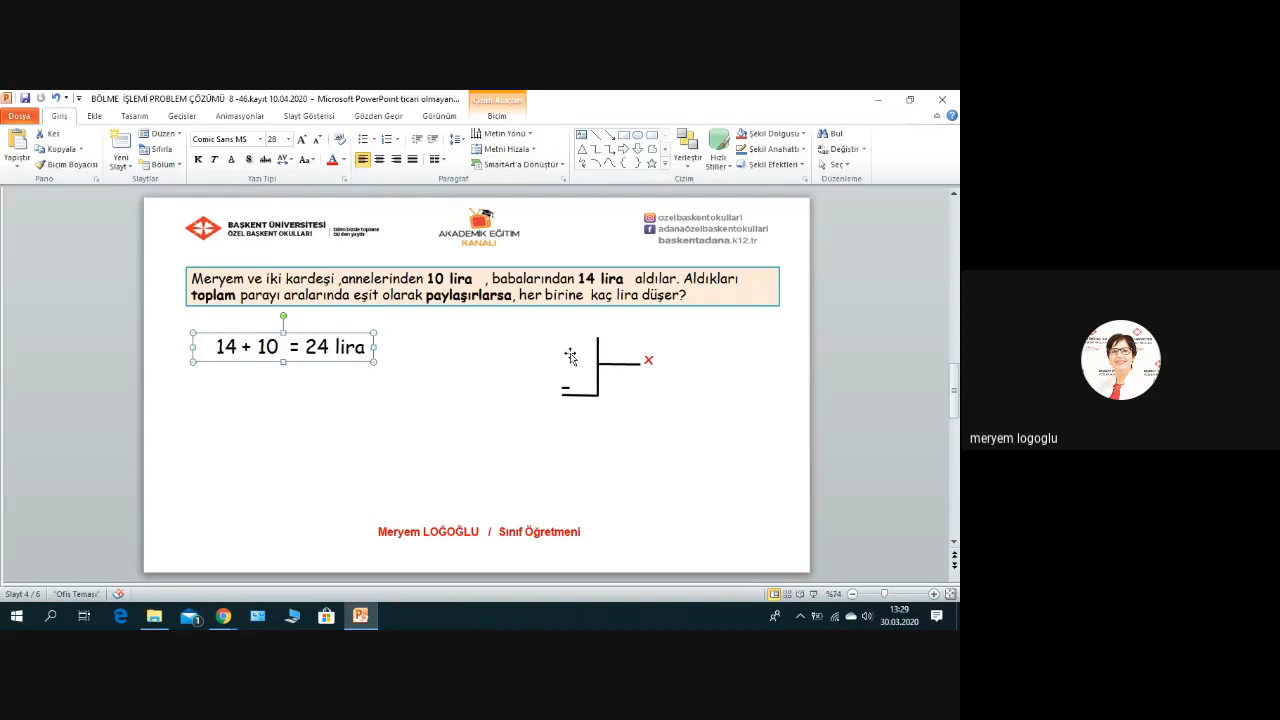 BÖLME İŞLEMİ PROBLEM ÇÖZÜMÜ 8 -46.kayıt 10.04.2020 - Microsoft PowerPoint ticari olmayan...
Çizim Araçları
Dosya Giriş Ekle Tasarım Geçişler Animasyonlar Slayt Gösterisi Gözden Geçir Görünüm Biçim
Yapıştır
Kes
Kopyala
Biçim Boyacısı
Pano
Yeni
Slayt
Düzen
Sıfırla
Bölüm
Slaytlar
Comic Sans MS 28
K T A S abc AV Aa A
Yazı Tipi
Metin Yönü
Metni Hizala
SmartArt'a Dönüştür
Paragraf
Yerleştir
Hızlı
Stiller
Şekil Dolgusu
Şekil Anahattı
Şekil Efektleri
Çizim
Bul
Değiştir
Seç
Düzenleme
BAŞKENT ÜNİVERSİTESİ
ÖZEL BAŞKENT OKULLARI
AKADEMİK EĞİTİM
KANALI
ozelbaskentokullari
adanaözelbaskentokullari
baskentadana.k12.tr
Meryem ve iki kardeşi ,annelerinden 10 lira , babalarından 14 lira aldılar. Aldıkları
toplam parayı aralarında eşit olarak paylaşırlarsa, her birine kaç lira düşer?
14 + 10 = 24 lira
x
-
Meryem LOĞOĞLU / Sınıf Öğretmeni
meryem logoglu
Slayt 4 / 6 "Ofis Teması" %74
13:29
30.03.2020